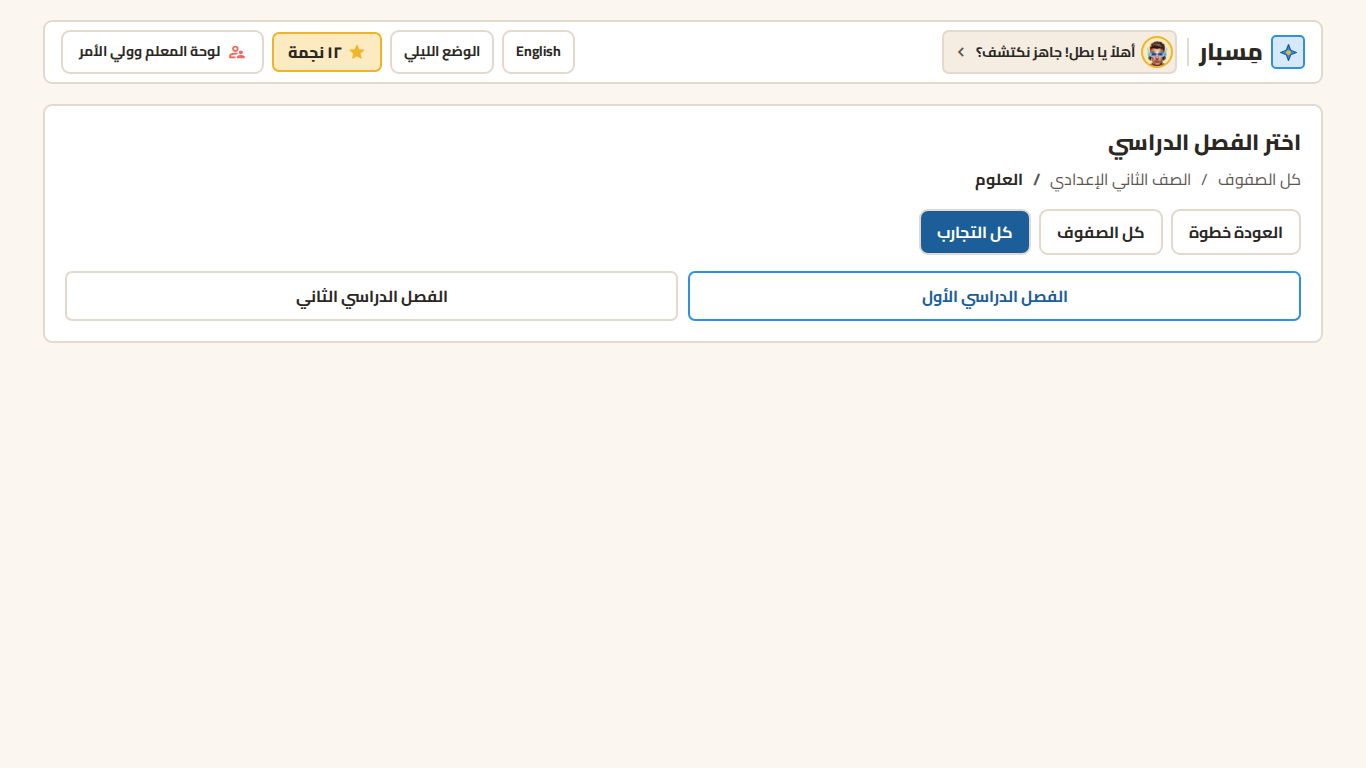 مِسبار
أهلاً يا بطل! جاهز نكتشف؟
English
الوضع الليلي
١٢ نجمة
لوحة المعلم وولي الأمر
اختر الفصل الدراسي
كل الصفوف / الصف الثاني الإعدادي / العلوم
العودة خطوة
كل الصفوف
كل التجارب
الفصل الدراسي الأول
الفصل الدراسي الثاني